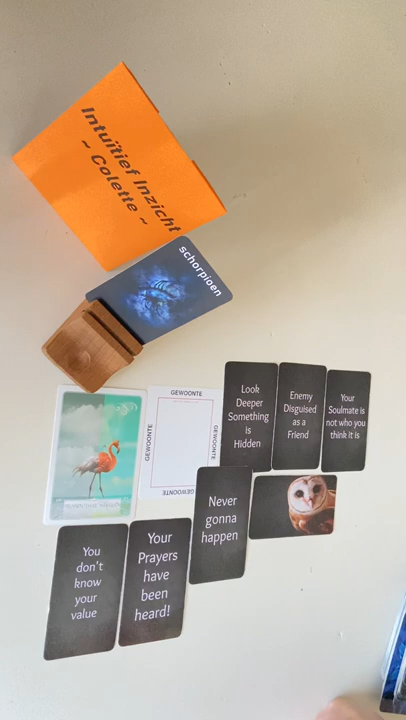 Intuïtief Inzicht
~ Colette ~
schorpioen
GEWOONTE
GEWOONTE
GEWOONTE
GEWOONTE
Look
Deeper
Something
is
Hidden
Enemy
Disguised
as a
Friend
Your
Soulmate is
not who you
think it is
Never
gonna
happen
You
don't
know
your
value
Your
Prayers
have
been
heard!